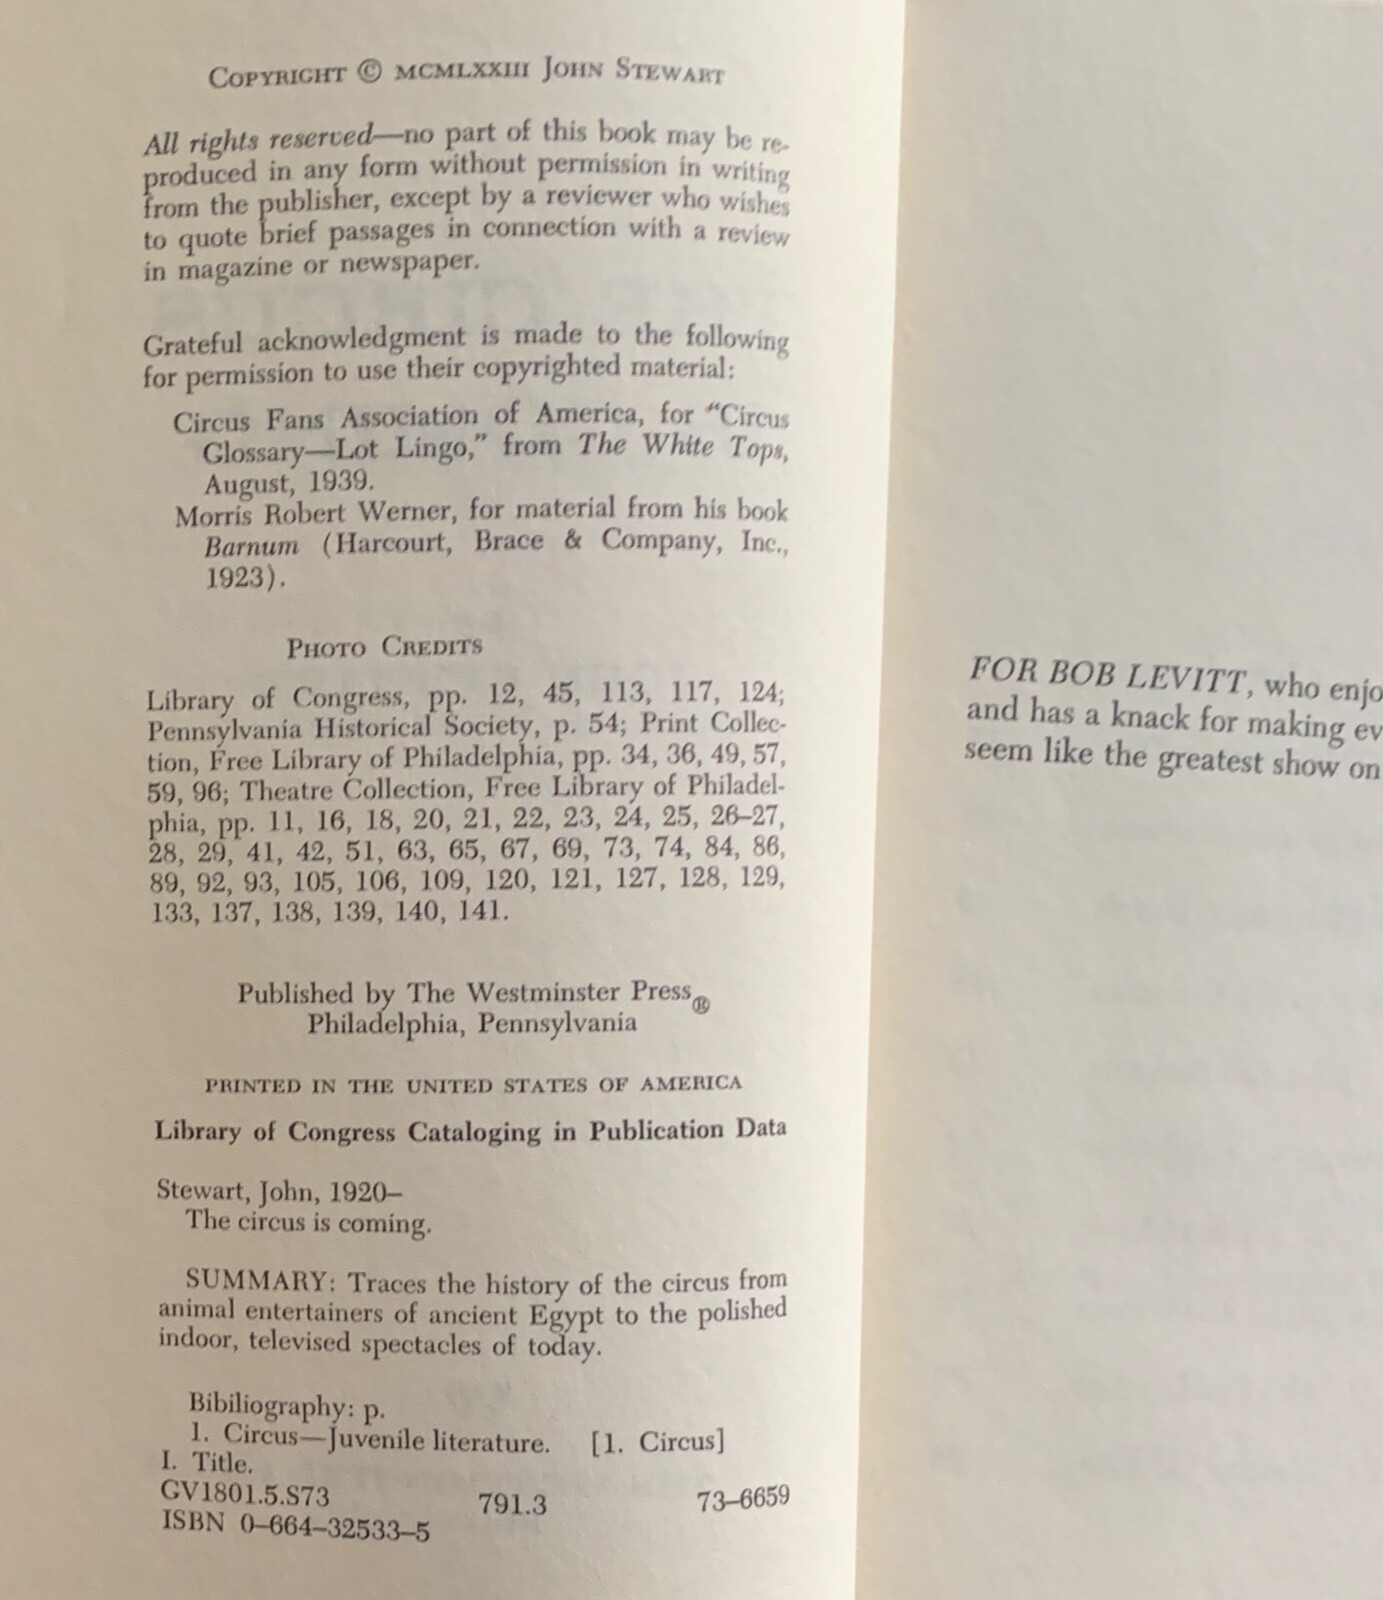 COPYRIGHT © MCMLXXIII JOHN STEWART
All rights reserved—no part of this book may be re-
produced in any form without permission in writing
from the publisher, except by a reviewer who wishes
to quote brief passages in connection with a review
in magazine or newspaper.
Grateful acknowledgment is made to the following
for permission to use their copyrighted material:
Circus Fans Association of America, for "Circus
Glossary—Lot Lingo," from The White Tops,
August, 1939.
Morris Robert Werner, for material from his book
Barnum (Harcourt, Brace & Company, Inc.,
1923).
PHOTO CREDITS
Library of Congress, pp. 12, 45, 113, 117, 124;
Pennsylvania Historical Society, p. 54; Print Collec-
tion, Free Library of Philadelphia, pp. 34, 36, 49, 57,
59, 96; Theatre Collection, Free Library of Philadel-
phia, pp. 11, 16, 18, 20, 21, 22, 23, 24, 25, 26–27,
28, 29, 41, 42, 51, 63, 65, 67, 69, 73, 74, 84, 86,
89, 92, 93, 105, 106, 109, 120, 121, 127, 128, 129,
133, 137, 138, 139, 140, 141.
Published by The Westminster Press®
Philadelphia, Pennsylvania
PRINTED IN THE UNITED STATES OF AMERICA
Library of Congress Cataloging in Publication Data
Stewart, John, 1920–
The circus is coming.
SUMMARY: Traces the history of the circus from
animal entertainers of ancient Egypt to the polished
indoor, televised spectacles of today.
Bibiliography: p.
1. Circus—Juvenile literature. [1. Circus]
I. Title.
GV1801.5.S73 791.3 73–6659
ISBN 0–664–32533–5
FOR BOB LEVITT, who enjo
and has a knack for making ev
seem like the greatest show on